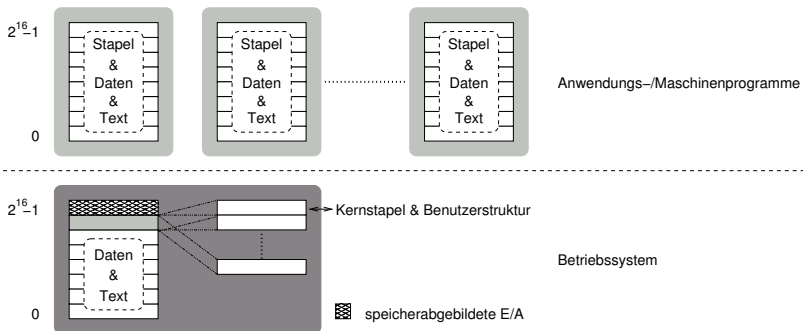 2^16–1
0
Stapel
&
Daten
&
Text
Stapel
&
Daten
&
Text
Stapel
&
Daten
&
Text
Anwendungs–/Maschinenprogramme
2^16–1
0
Daten
&
Text
Kernstapel & Benutzerstruktur
Betriebssystem
speicherabgebildete E/A